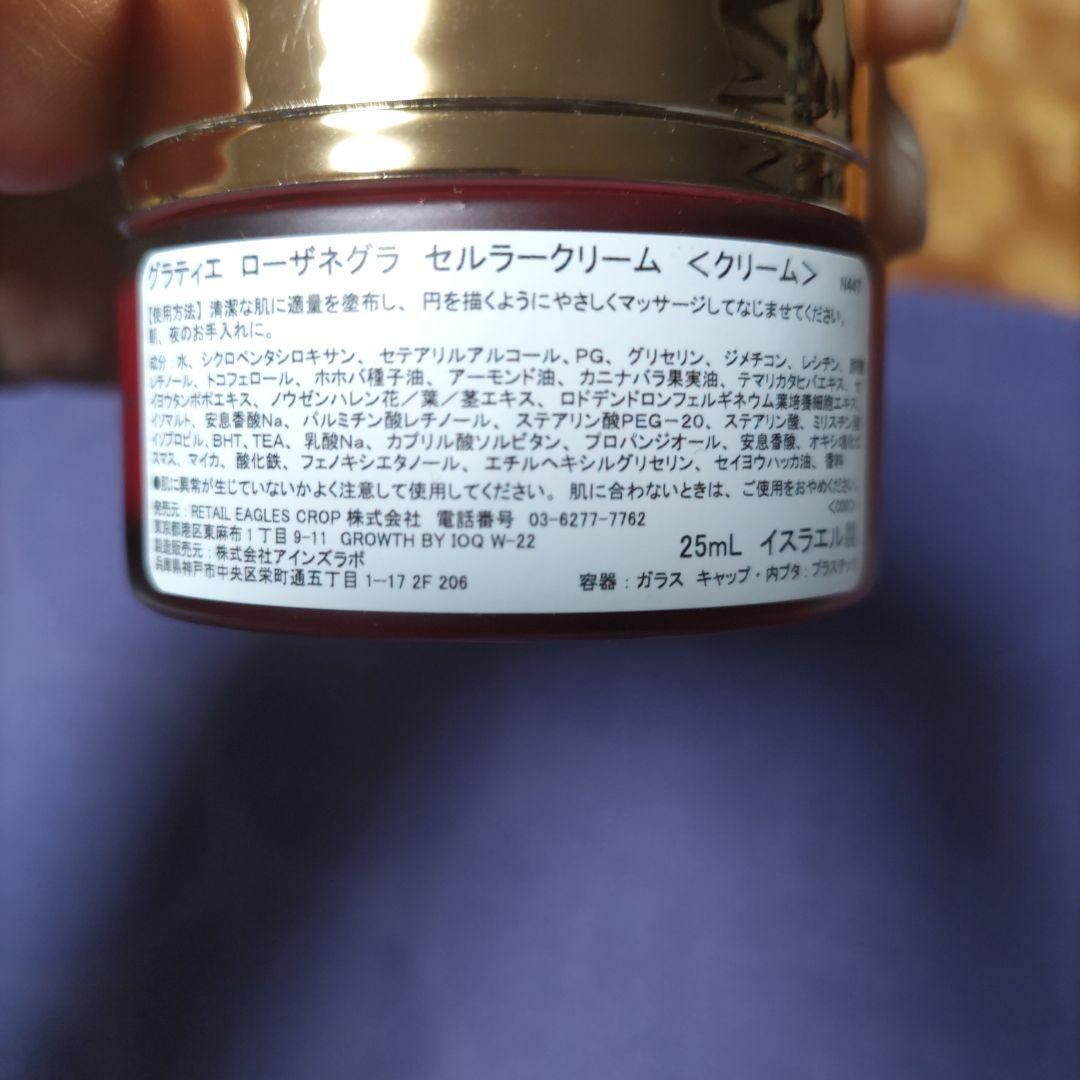 グラティエ ローザネグラ セルラークリーム <クリーム> N447
【使用方法】清潔な肌に適量を塗布し、円を描くようにやさしくマッサージしてなじませてください。
朝、夜のお手入れに。
成分:水、シクロペンタシロキサン、セテアリルアルコール、PG、グリセリン、ジメチコン、レシチン、
レチノール、トコフェロール、ホホバ種子油、アーモンド油、カニナバラ果実油、テマリカタヒバエキス、
イヨウタンポポエキス、ノウゼンハレン花/葉/茎エキス、ロドデンドロンフェルギネウム葉培養細胞エキス、
イソマルト、安息香酸Na、パルミチン酸レチノール、ステアリン酸PEG-20、ステアリン酸、ミリスチン酸
イソプロピル、BHT、TEA、乳酸Na、カプリル酸ソルビタン、プロパンジオール、安息香酸、オキシ塩化ビ
スマス、マイカ、酸化鉄、フェノキシエタノール、エチルヘキシルグリセリン、セイヨウハッカ油、香料
●肌に異常が生じていないかよく注意して使用してください。肌に合わないときは、ご使用をおやめください。
<000>
発売元:RETAIL EAGLES CROP 株式会社 電話番号 03-6277-7762
東京都港区東麻布1丁目9-11 GROWTH BY IOQ W-22
製造販売元:株式会社アインズラボ
兵庫県神戸市中央区栄町通五丁目1-17 2F 206
25mL イスラエル製
容器:ガラス キャップ・内ブタ:プラスチック